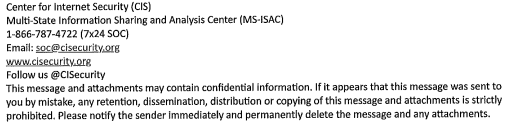 Center for Internet Security (CIS)
Multi-State Information Sharing and Analysis Center (MS-ISAC)
1-866-787-4722 (7x24 SOC)
Email: soc@cisecurity.org
www.cisecurity.org
Follow us @CISecurity
This message and attachments may contain confidential information. If it appears that this message was sent to
you by mistake, any retention, dissemination, distribution or copying of this message and attachments is strictly
prohibited. Please notify the sender immediately and permanently delete the message and any attachments.